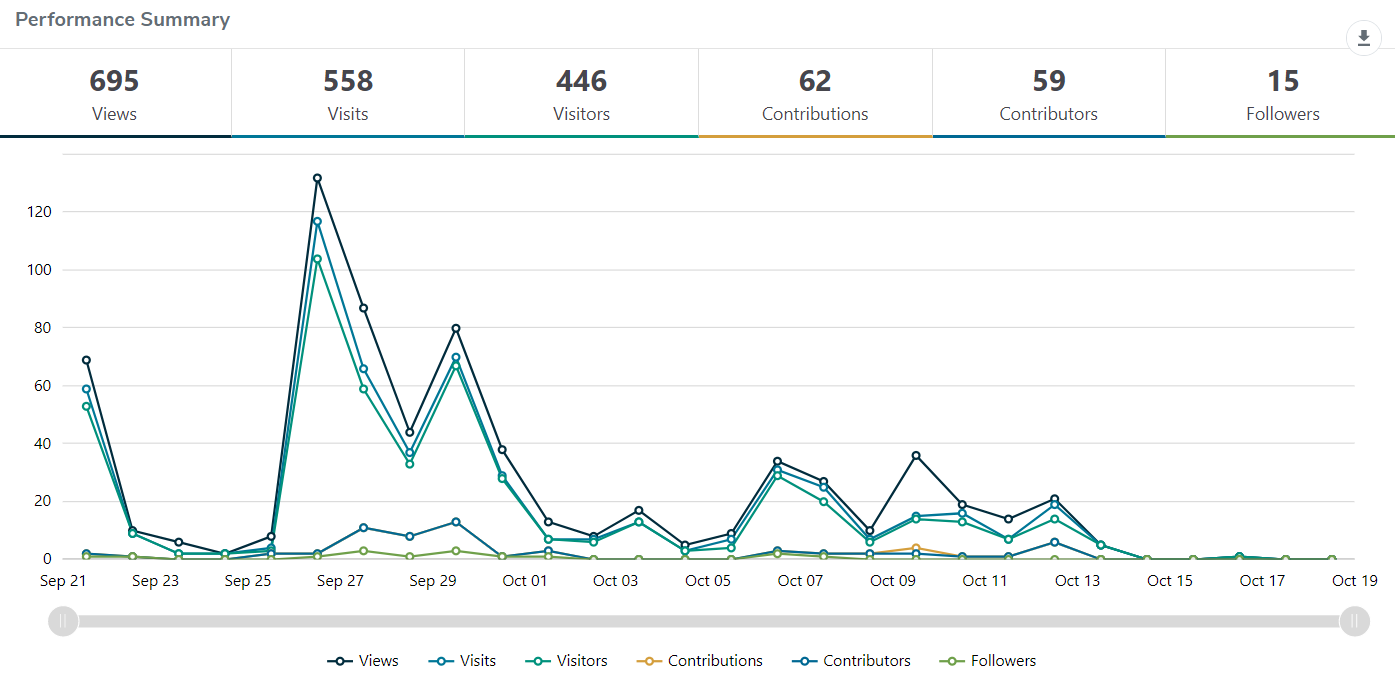 Performance Summary
695 558 446 62 59 15
Views Visits Visitors Contributions Contributors Followers
120
100
80
60
40
20
0
Sep 21 Sep 23 Sep 25 Sep 27 Sep 29 Oct 01 Oct 03 Oct 05 Oct 07 Oct 09 Oct 11 Oct 13 Oct 15 Oct 17 Oct 19
Views Visits Visitors Contributions Contributors Followers